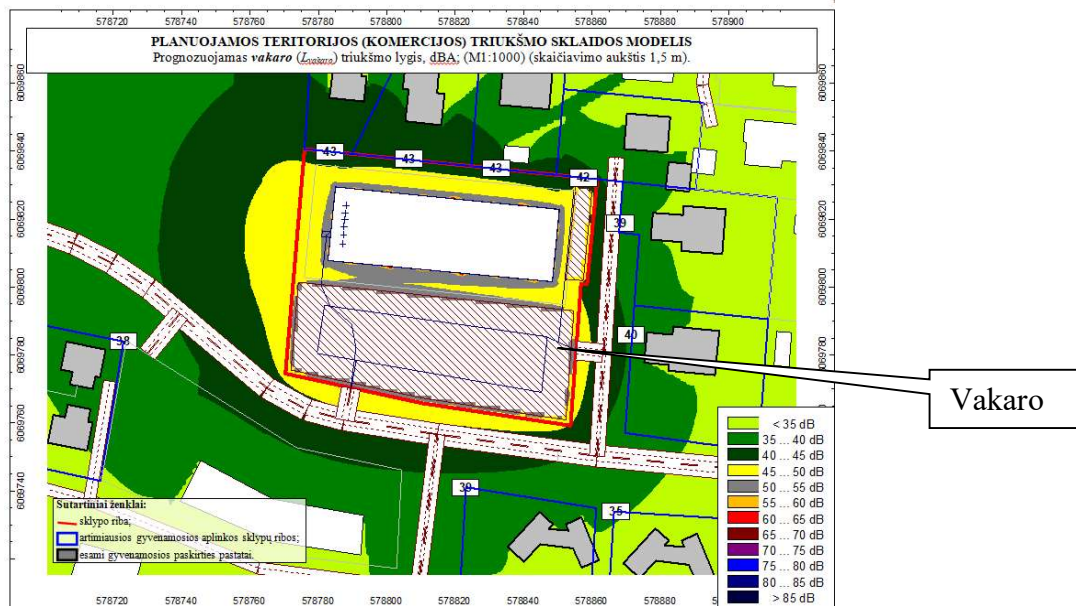 578720 578740 578760 578780 578800 578820 578840 578860 578880 578900
PLANUOJAMOS TERITORIJOS (KOMERCIJOS) TRIUKŠMO SKLAIDOS MODELIS
Prognozuojamas vakaro (Lvakaro) triukšmo lygis, dBA; (M1:1000) (skaičiavimo aukštis 1,5 m).
6069860 6069860
6069840 6069840
43 43 43 42
6069820 6069820
39
6069800 6069800
40
38
6069780 6069780
Vakaro
6069760
6069740
39 35
< 35 dB
35 ... 40 dB
40 ... 45 dB
45 ... 50 dB
50 ... 55 dB
55 ... 60 dB
60 ... 65 dB
65 ... 70 dB
70 ... 75 dB
75 ... 80 dB
80 ... 85 dB
> 85 dB
Sutartiniai ženklai:
sklypo riba;
artimiausios gyvenamosios aplinkos sklypų ribos;
esami gyvenamosios paskirties pastatai.
578720 578740 578760 578780 578800 578820 578840 578860 578880